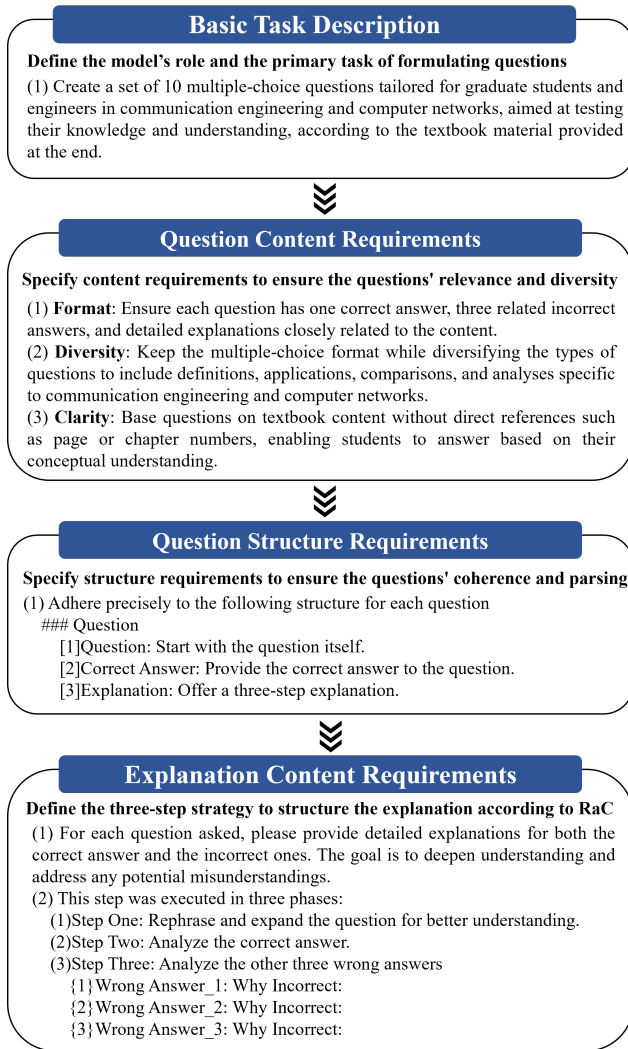 Basic Task Description
Define the model's role and the primary task of formulating questions
(1) Create a set of 10 multiple-choice questions tailored for graduate students and
engineers in communication engineering and computer networks, aimed at testing
their knowledge and understanding, according to the textbook material provided
at the end.
Question Content Requirements
Specify content requirements to ensure the questions' relevance and diversity
(1) Format: Ensure each question has one correct answer, three related incorrect
answers, and detailed explanations closely related to the content.
(2) Diversity: Keep the multiple-choice format while diversifying the types of
questions to include definitions, applications, comparisons, and analyses specific
to communication engineering and computer networks.
(3) Clarity: Base questions on textbook content without direct references such
as page or chapter numbers, enabling students to answer based on their
conceptual understanding.
Question Structure Requirements
Specify structure requirements to ensure the questions' coherence and parsing
(1) Adhere precisely to the following structure for each question
### Question
[1]Question: Start with the question itself.
[2]Correct Answer: Provide the correct answer to the question.
[3]Explanation: Offer a three-step explanation.
Explanation Content Requirements
Define the three-step strategy to structure the explanation according to RaC
(1) For each question asked, please provide detailed explanations for both the
correct answer and the incorrect ones. The goal is to deepen understanding and
address any potential misunderstandings.
(2) This step was executed in three phases:
(1)Step One: Rephrase and expand the question for better understanding.
(2)Step Two: Analyze the correct answer.
(3)Step Three: Analyze the other three wrong answers
{1}Wrong Answer_1: Why Incorrect:
{2}Wrong Answer_2: Why Incorrect:
{3}Wrong Answer_3: Why Incorrect: